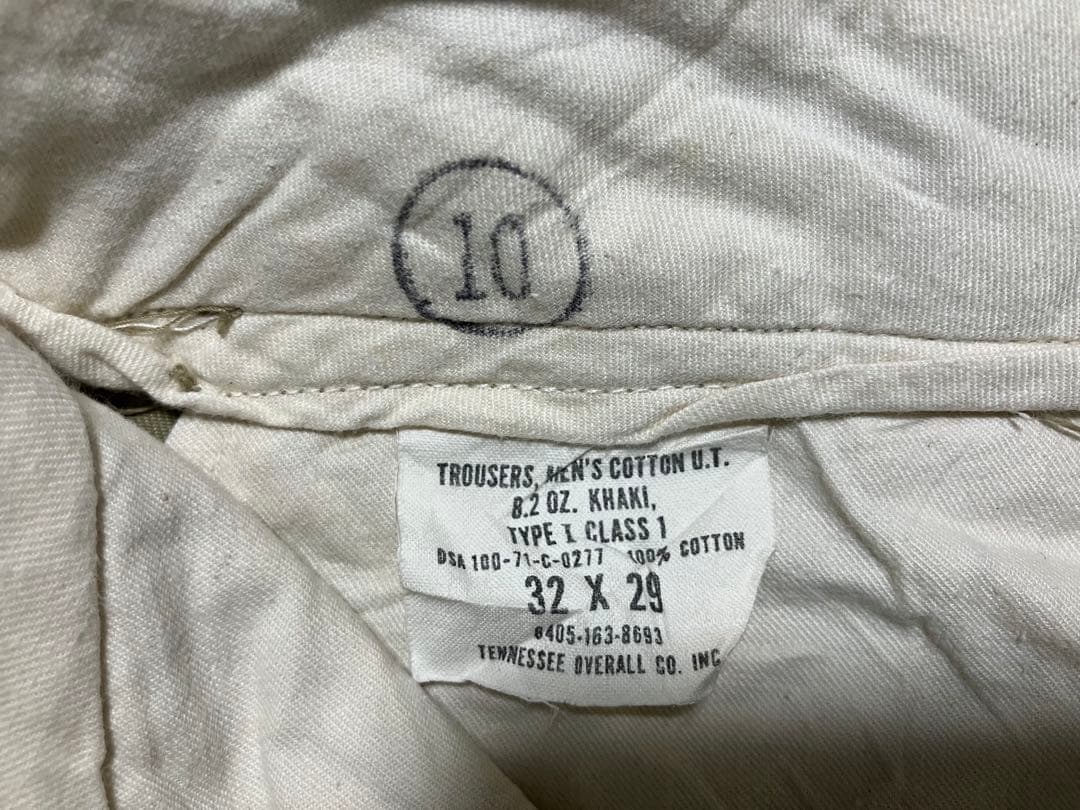 10
TROUSERS, MEN'S COTTON U.T.
8.2 OZ. KHAKI,
TYPE I CLASS 1
DSA 100-71-C-0277 100% COTTON
32 X 29
8405-163-8693
TENNESSEE OVERALL CO. INC